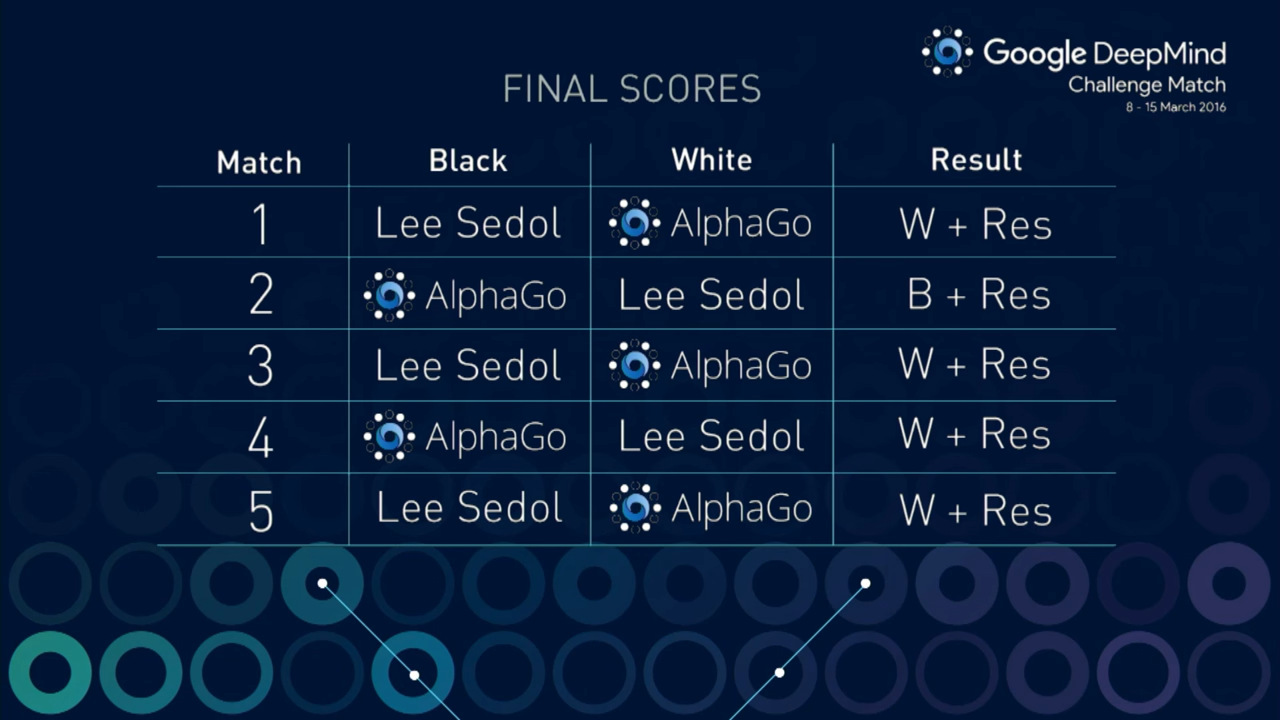 Google DeepMind
Challenge Match
8 - 15 March 2016
FINAL SCORES
Match Black White Result
1 Lee Sedol AlphaGo W + Res
2 AlphaGo Lee Sedol B + Res
3 Lee Sedol AlphaGo W + Res
4 AlphaGo Lee Sedol W + Res
5 Lee Sedol AlphaGo W + Res